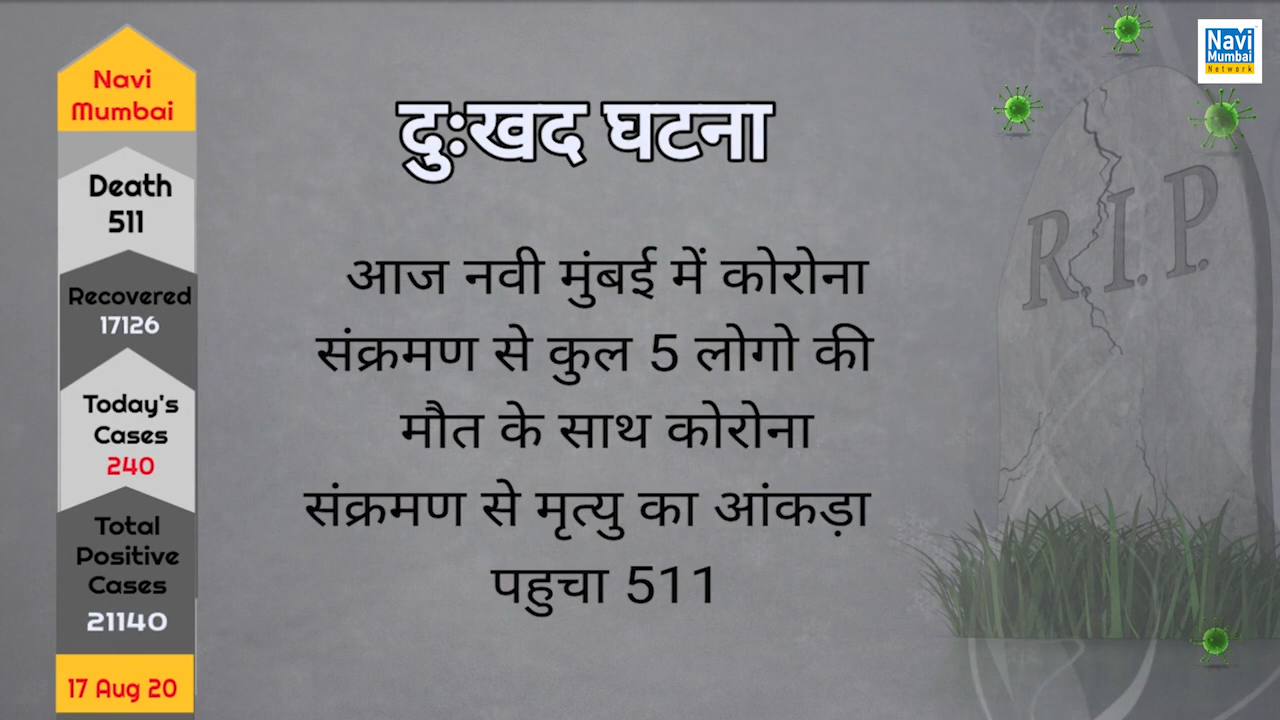 Navi
Mumbai
Death
511
Recovered
17126
Today's
Cases
240
Total
Positive
Cases
21140
17 Aug 20
दुःखद घटना
आज नवी मुंबई में कोरोना
संक्रमण से कुल 5 लोगो की
मौत के साथ कोरोना
संक्रमण से मृत्यु का आंकड़ा
पहुचा 511
R.I.P.
Navi
Mumbai
Network